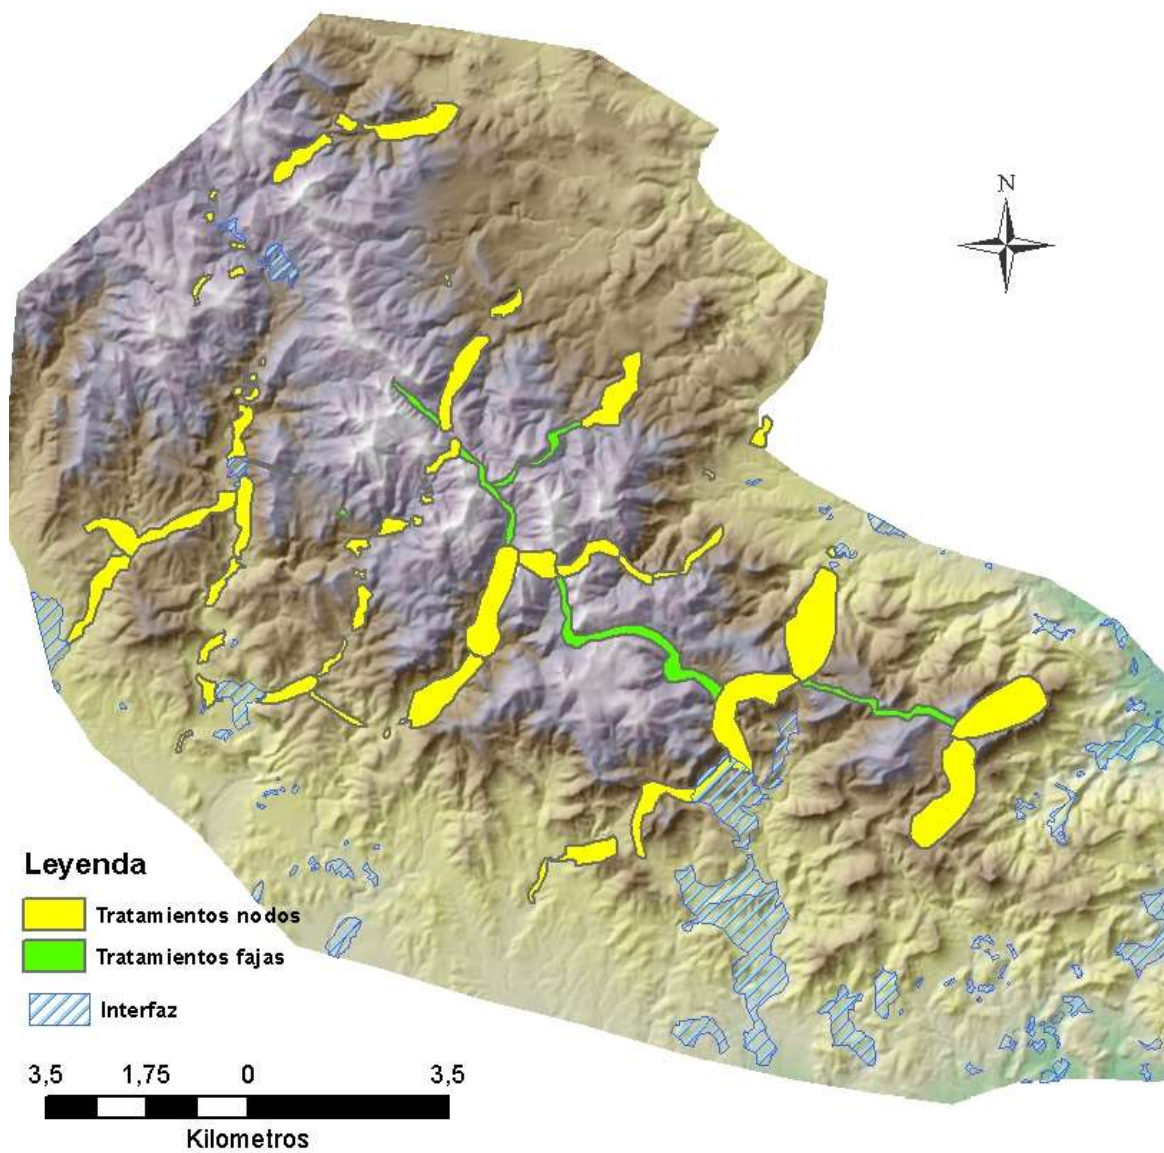 N
Leyenda
Tratamientos nodos
Tratamientos fajas
Interfaz
3,5 1,75 0 3,5
Kilometros